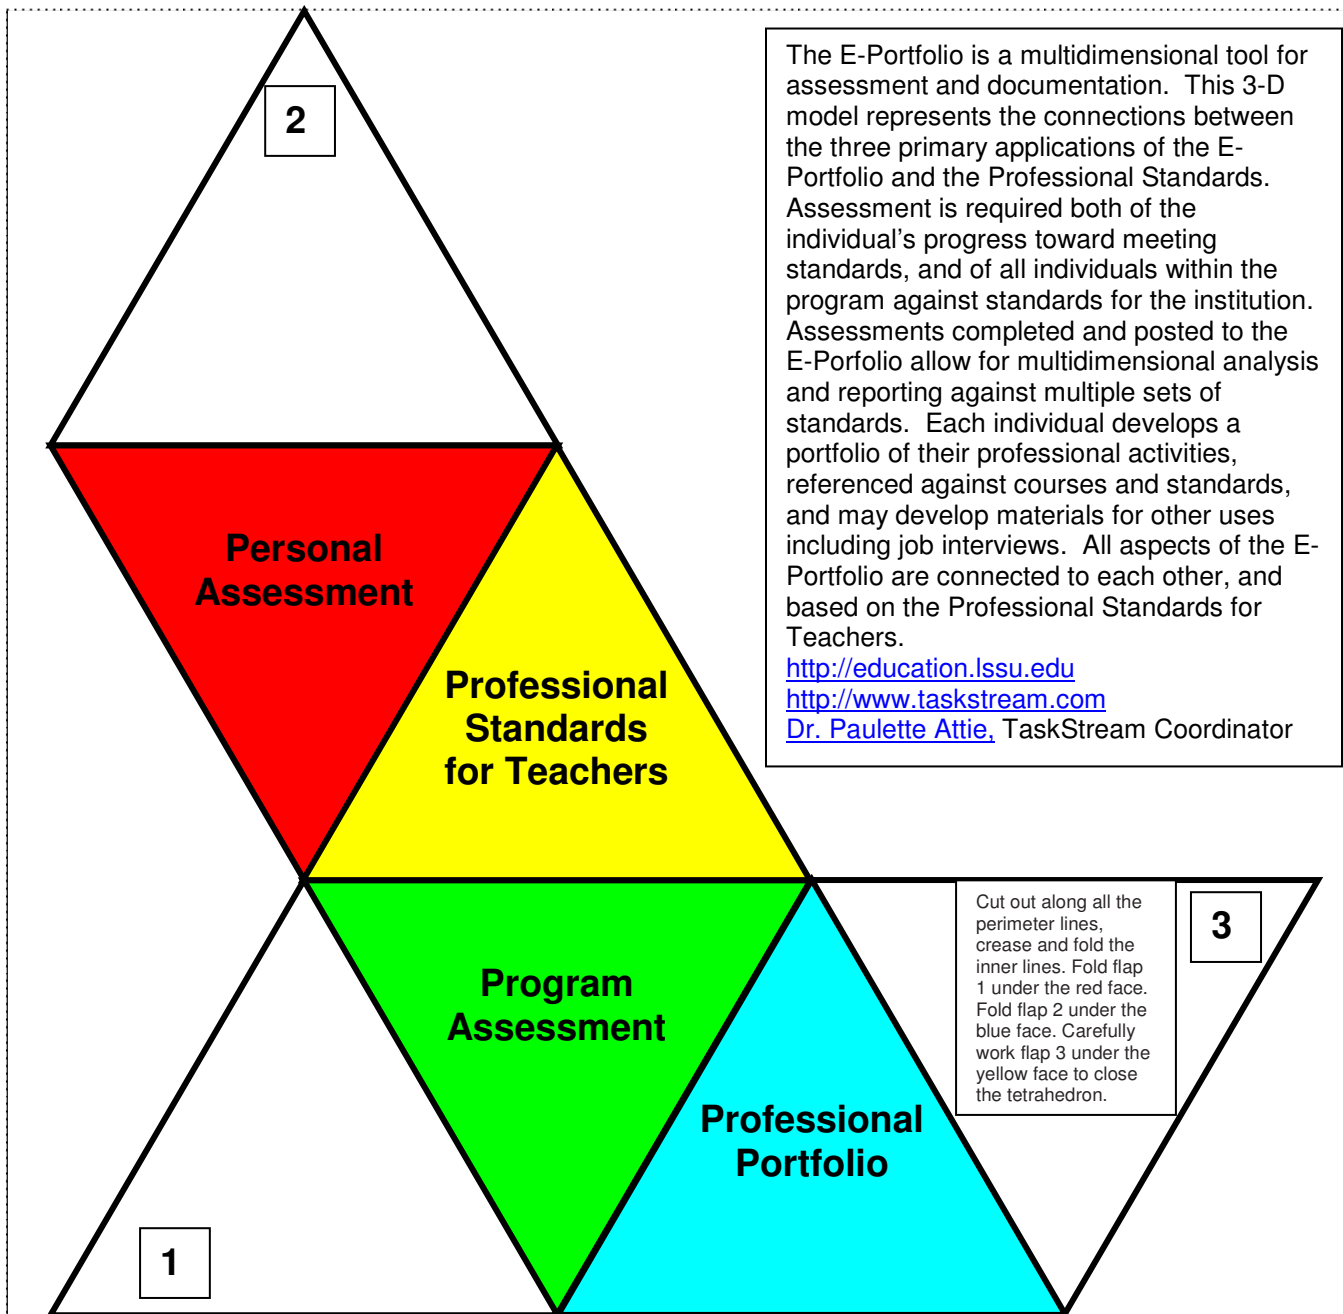 2
The E-Portfolio is a multidimensional tool for
assessment and documentation.  This 3-D
model represents the connections between
the three primary applications of the E-
Portfolio and the Professional Standards.
Assessment is required both of the
individual's progress toward meeting
standards, and of all individuals within the
program against standards for the institution.
Assessments completed and posted to the
E-Porfolio allow for multidimensional analysis
and reporting against multiple sets of
standards.  Each individual develops a
portfolio of their professional activities,
referenced against courses and standards,
and may develop materials for other uses
including job interviews.  All aspects of the E-
Portfolio are connected to each other, and
based on the Professional Standards for
Teachers.
http://education.lssu.edu
http://www.taskstream.com
Dr. Paulette Attie, TaskStream Coordinator
Personal
Assessment
Professional
Standards
for Teachers
Program
Assessment
Professional
Portfolio
Cut out along all the
perimeter lines,
crease and fold the
inner lines. Fold flap
1 under the red face.
Fold flap 2 under the
blue face. Carefully
work flap 3 under the
yellow face to close
the tetrahedron.
3
1